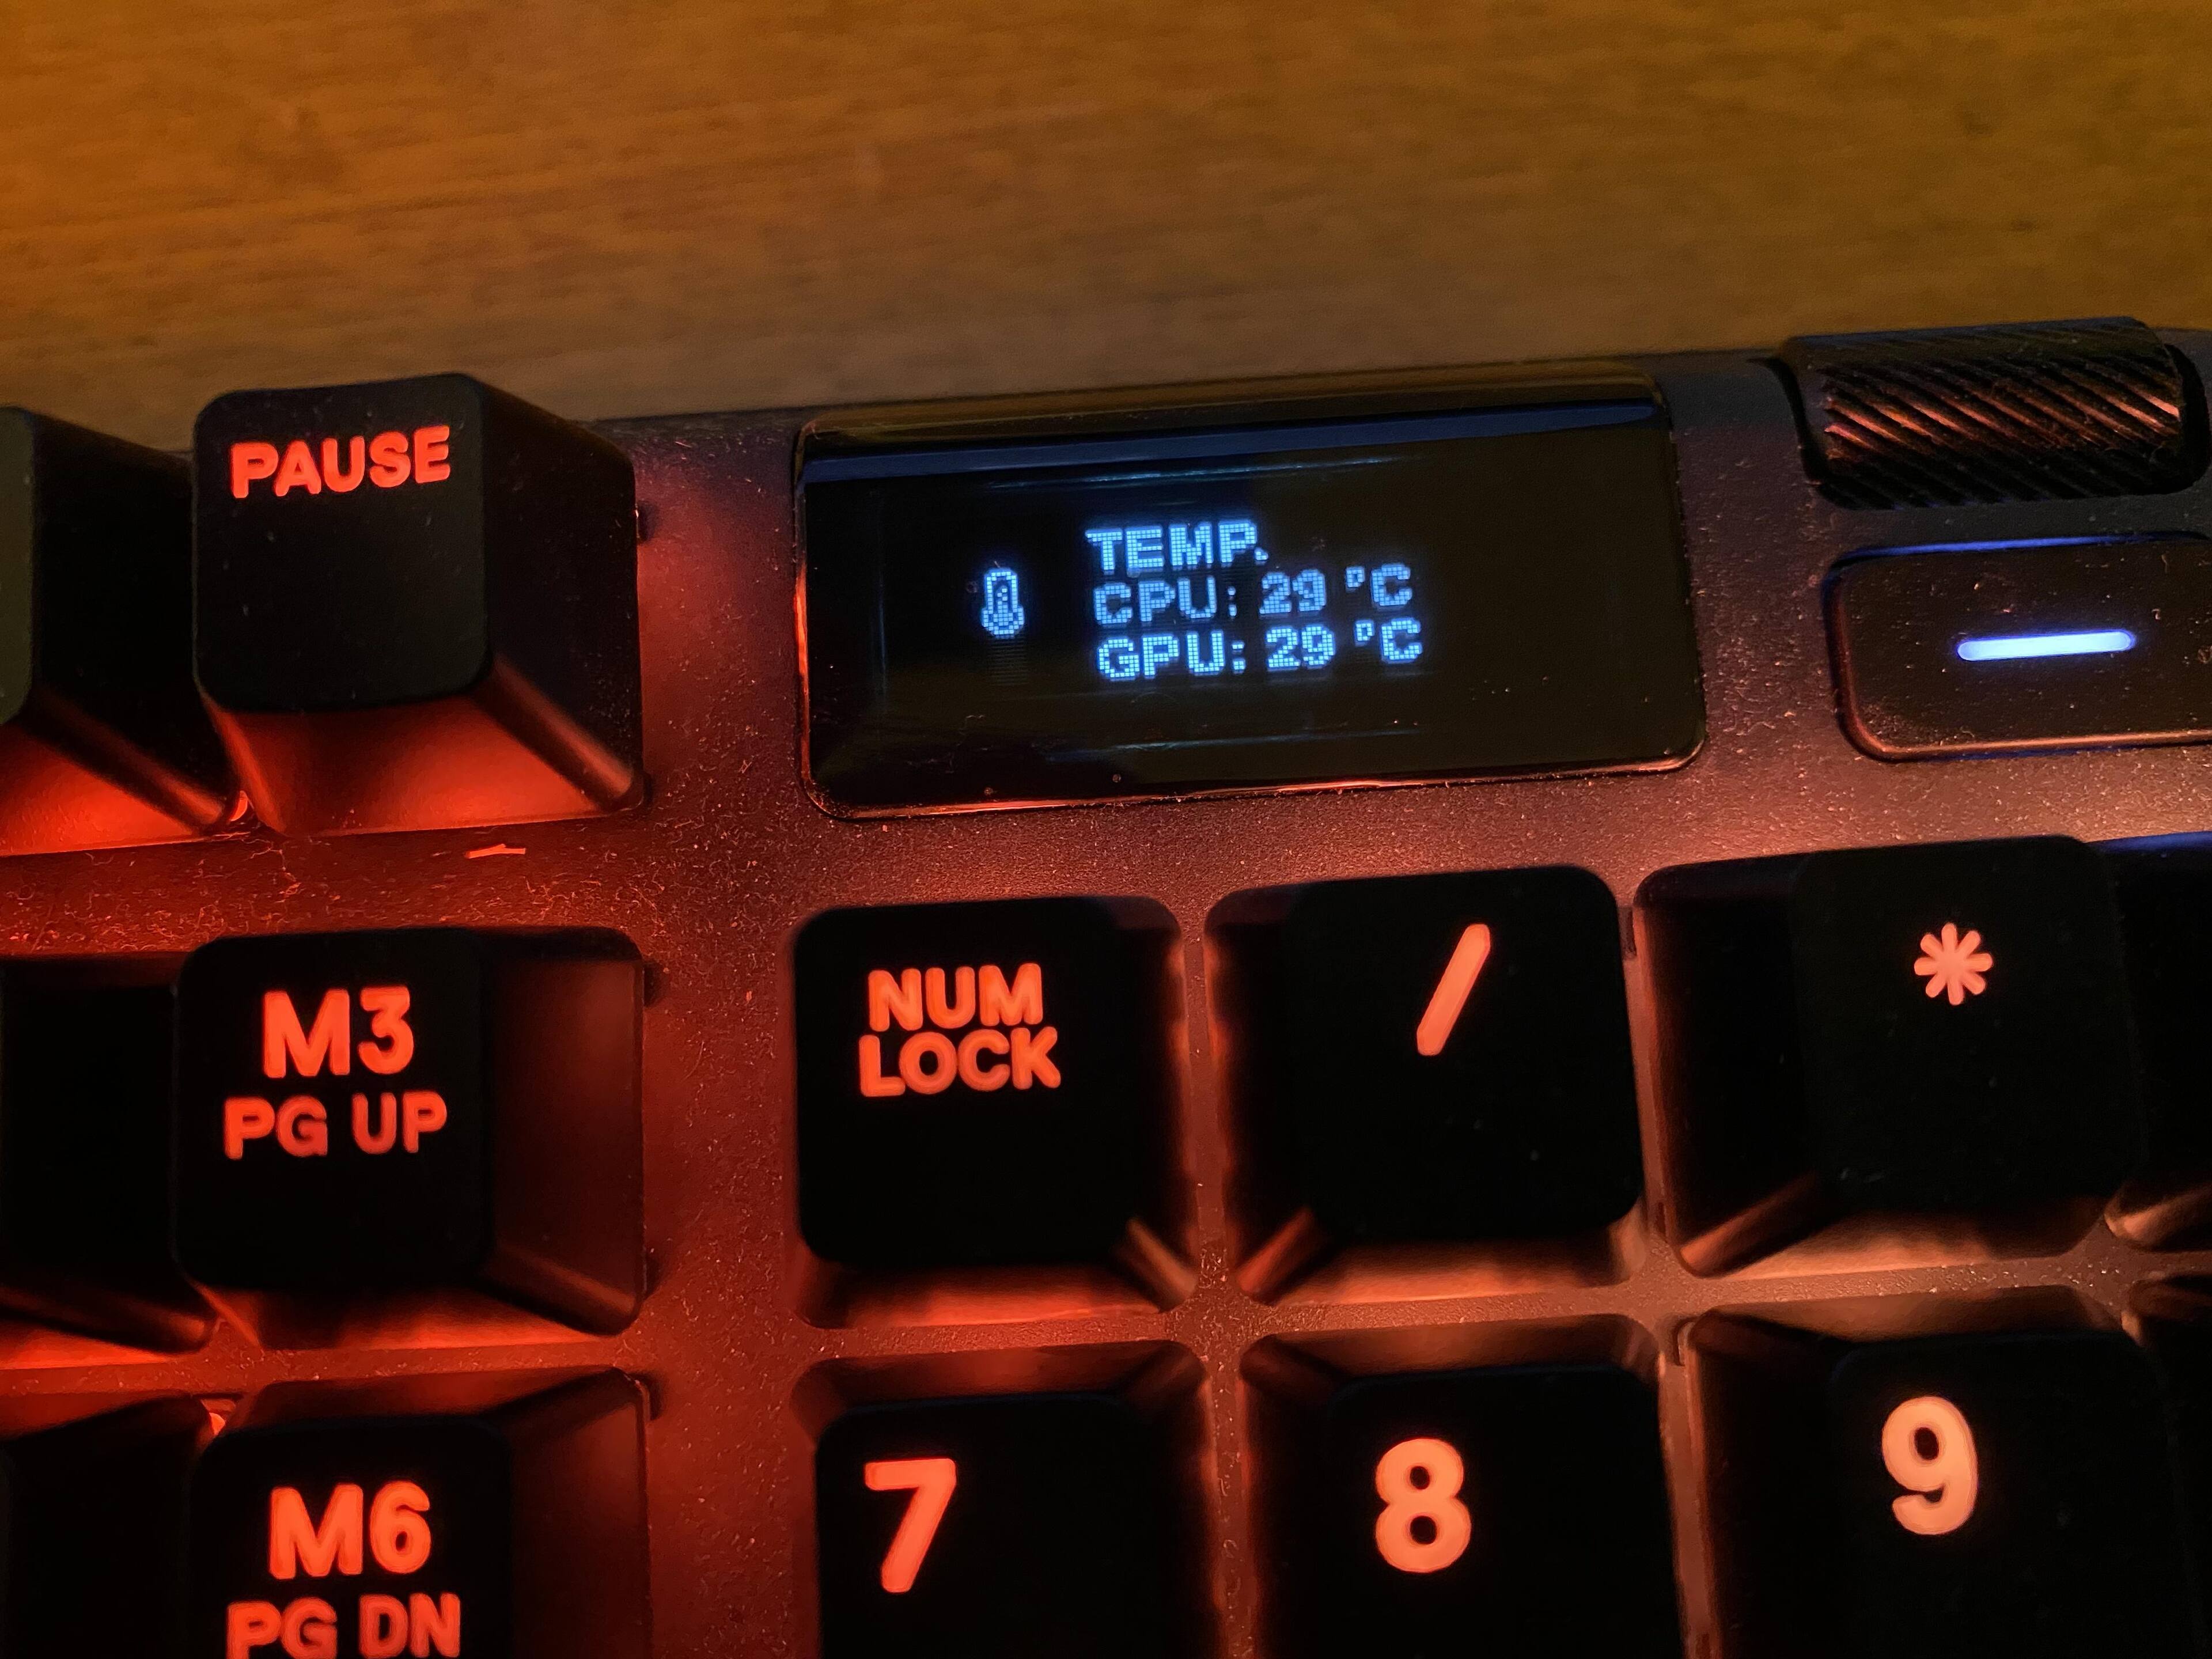 PAUSE
TEMP.
CPU: 29 °C
GPU: 29 °C
M3
PG UP
NUM
LOCK
/
*
M6
PG DN
7
8
9